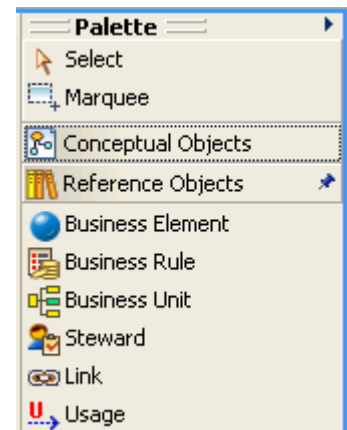 Palette
Select
Marquee
Conceptual Objects
Reference Objects
Business Element
Business Rule
Business Unit
Steward
Link
U Usage